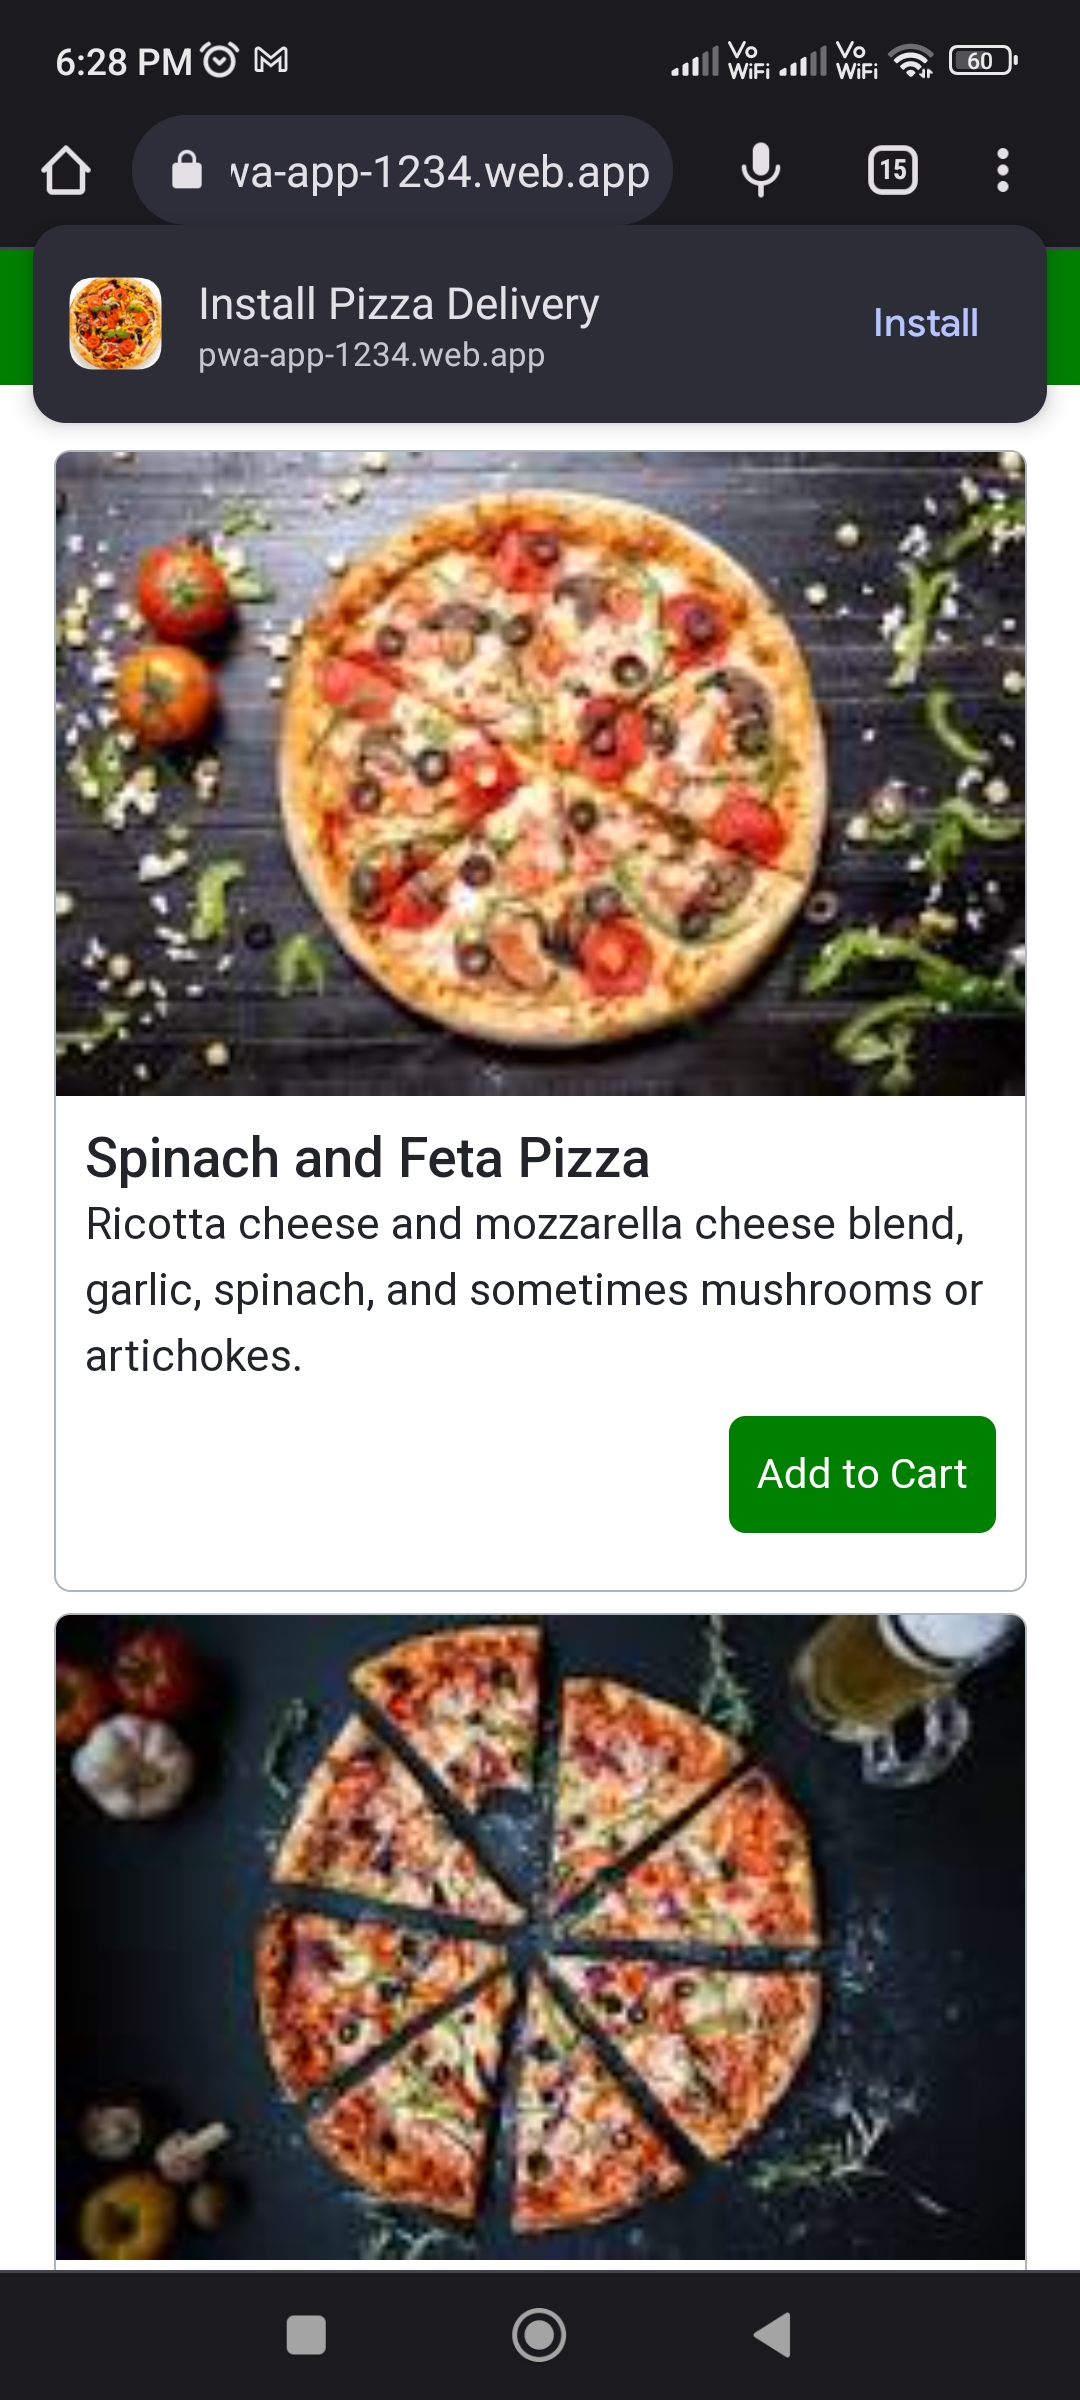 6:28 PM
Vo WiFi Vo WiFi 60
wa-app-1234.web.app
15
Install Pizza Delivery
pwa-app-1234.web.app
Install
Spinach and Feta Pizza
Ricotta cheese and mozzarella cheese blend,
garlic, spinach, and sometimes mushrooms or
artichokes.
Add to Cart